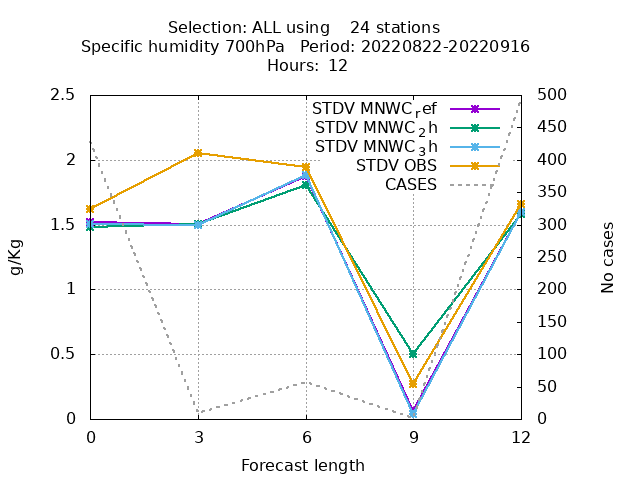 Selection: ALL using    24 stations
Specific humidity 700hPa   Period: 20220822-20220916
Hours:  12
STDV MNWC_ref
STDV MNWC_2h
STDV MNWC_3h
STDV OBS
CASES
2.5
2
1.5
1
0.5
0
500
450
400
350
300
250
200
150
100
50
0
g/Kg
No cases
0 3 6 9 12
Forecast length